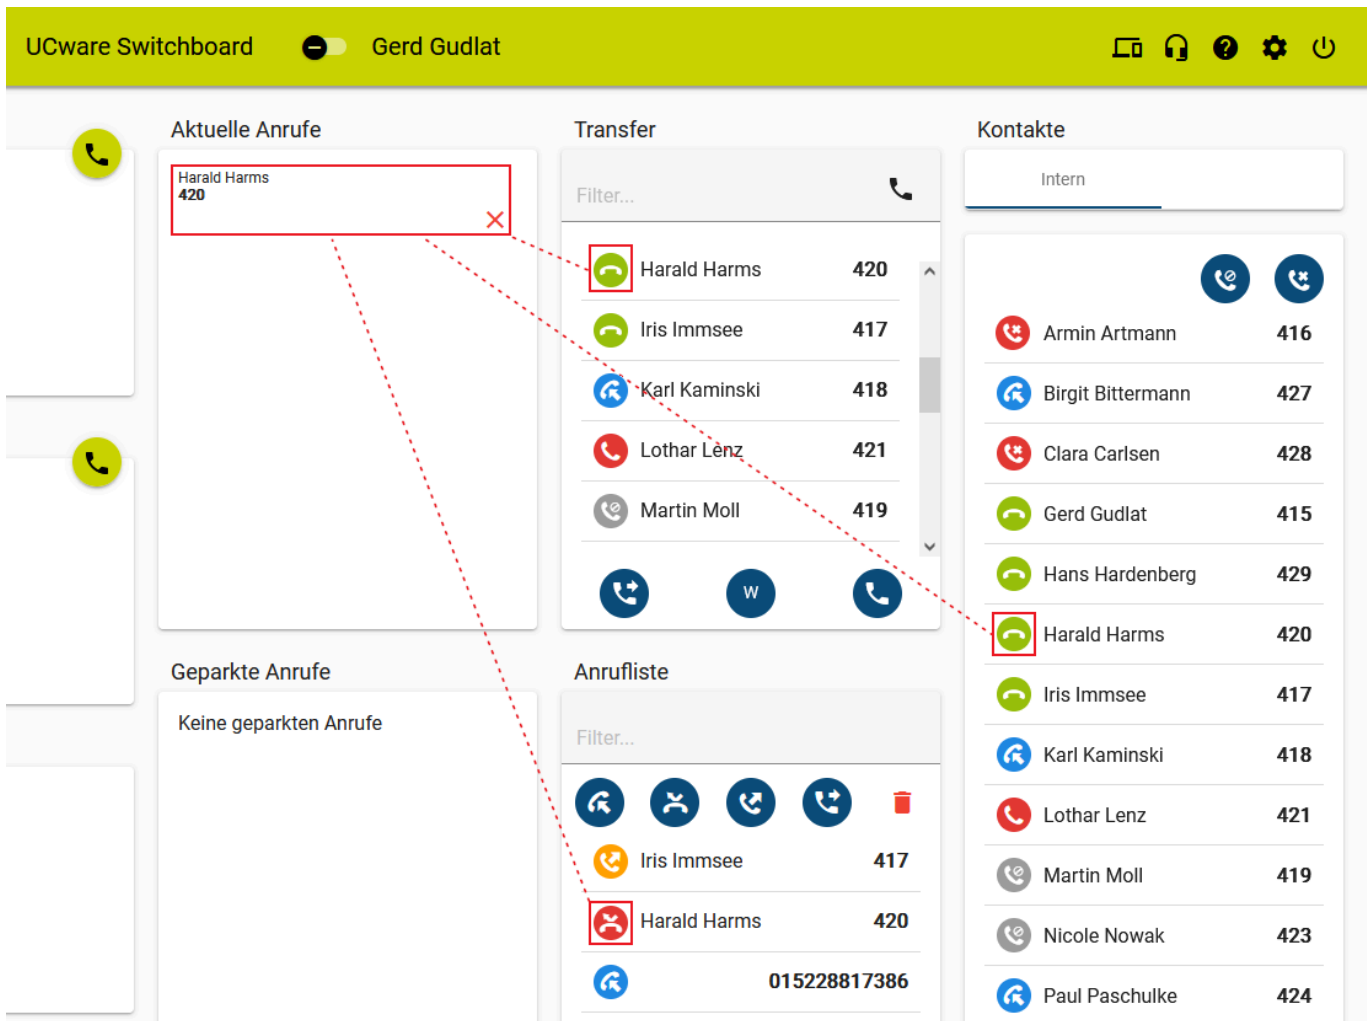 UCware Switchboard
Gerd Gudlat
Aktuelle Anrufe
Harald Harms
420
Transfer
Filter...
Harald Harms 420
Iris Immsee 417
Karl Kaminski 418
Lothar Lenz 421
Martin Moll 419
W
Kontakte
Intern
Armin Artmann 416
Birgit Bittermann 427
Clara Carlsen 428
Gerd Gudlat 415
Hans Hardenberg 429
Harald Harms 420
Iris Immsee 417
Karl Kaminski 418
Lothar Lenz 421
Martin Moll 419
Nicole Nowak 423
Paul Paschulke 424
Geparkte Anrufe
Keine geparkten Anrufe
Anrufliste
Filter...
Iris Immsee 417
Harald Harms 420
015228817386